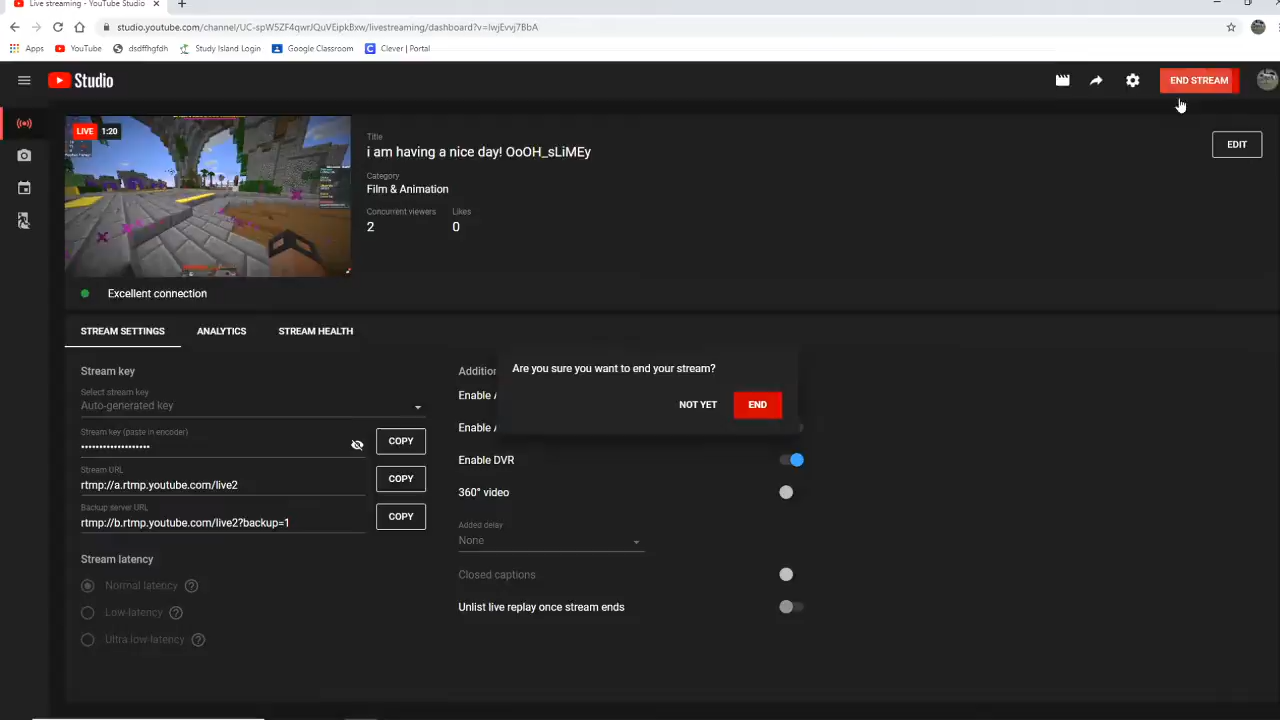 Live streaming - YouTube Studio
studio.youtube.com/channel/UC-spW5ZF4qwrJQuVEipkBxw/livestreaming/dashboard?v=IwjEvvj7BbA
Apps YouTube dsdffhgfdh Study Island Login Google Classroom Clever | Portal
Studio
END STREAM
LIVE 1:20
Title
i am having a nice day! OoOH_sLiMEy
EDIT
Category
Film & Animation
Concurrent viewers Likes
2 0
Excellent connection
STREAM SETTINGS ANALYTICS STREAM HEALTH
Stream key
Select stream key
Auto-generated key
Stream key (paste in encoder)
COPY
Stream URL
rtmp://a.rtmp.youtube.com/live2
COPY
Backup server URL
rtmp://b.rtmp.youtube.com/live2?backup=1
COPY
Stream latency
Normal latency
Low-latency
Ultra low-latency
Addition
Enable A
Enable A
Enable DVR
360° video
Added delay
None
Closed captions
Unlist live replay once stream ends
Are you sure you want to end your stream?
NOT YET END